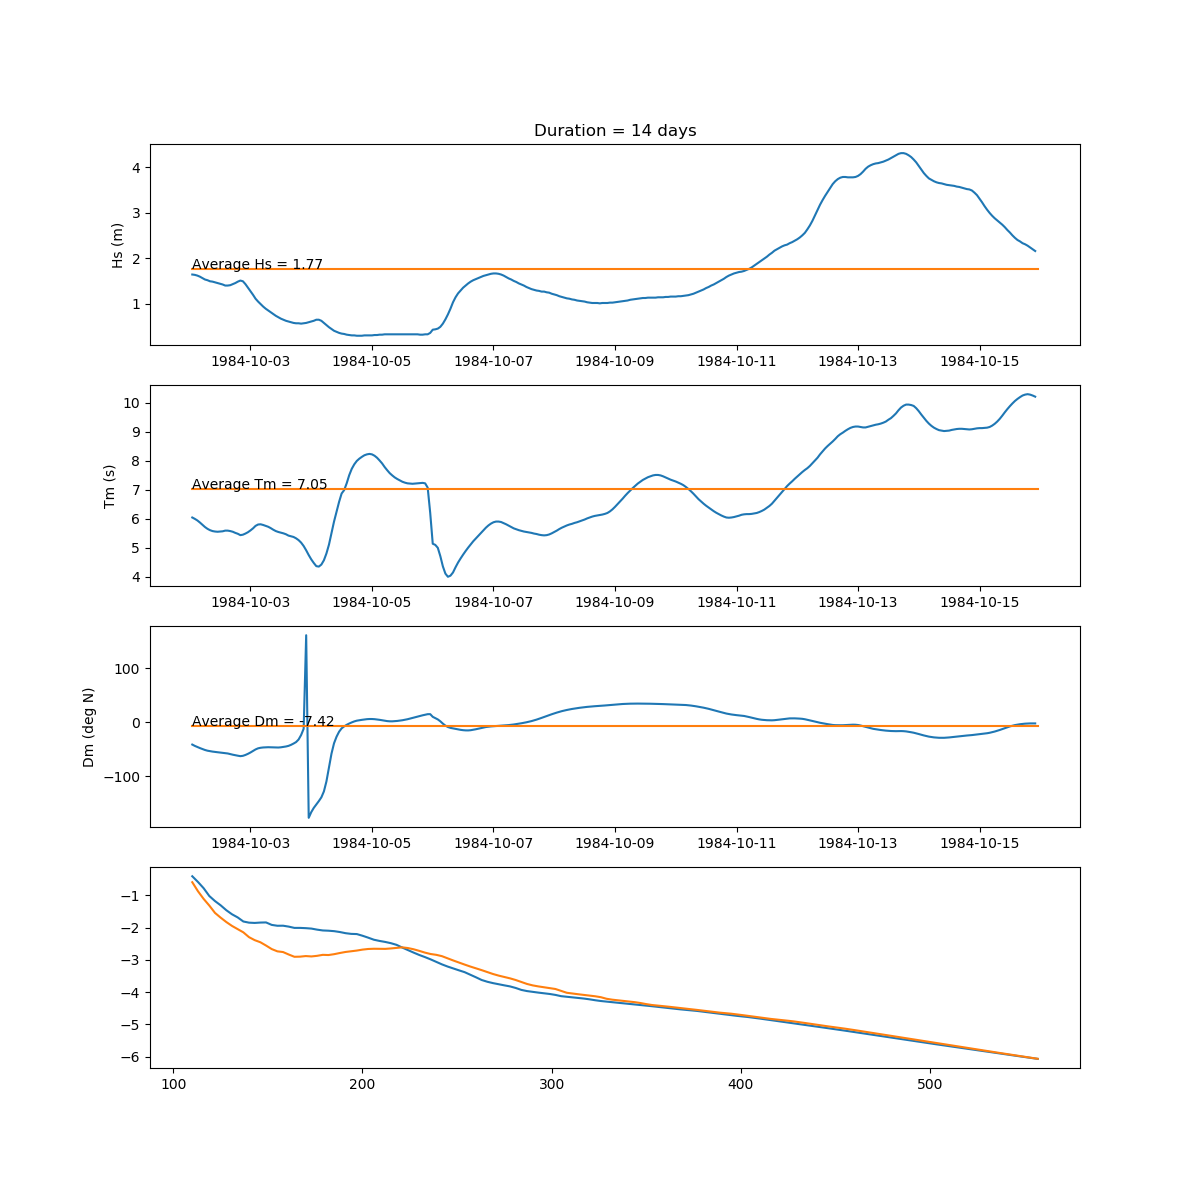 Duration = 14 days
4
3
2
1
Hs (m)
Average Hs = 1.77
1984-10-03 1984-10-05 1984-10-07 1984-10-09 1984-10-11 1984-10-13 1984-10-15
10
9
8
7
6
5
4
Tm (s)
Average Tm = 7.05
1984-10-03 1984-10-05 1984-10-07 1984-10-09 1984-10-11 1984-10-13 1984-10-15
100
0
−100
Dm (deg N)
Average Dm = -7.42
1984-10-03 1984-10-05 1984-10-07 1984-10-09 1984-10-11 1984-10-13 1984-10-15
−1
−2
−3
−4
−5
−6
100 200 300 400 500